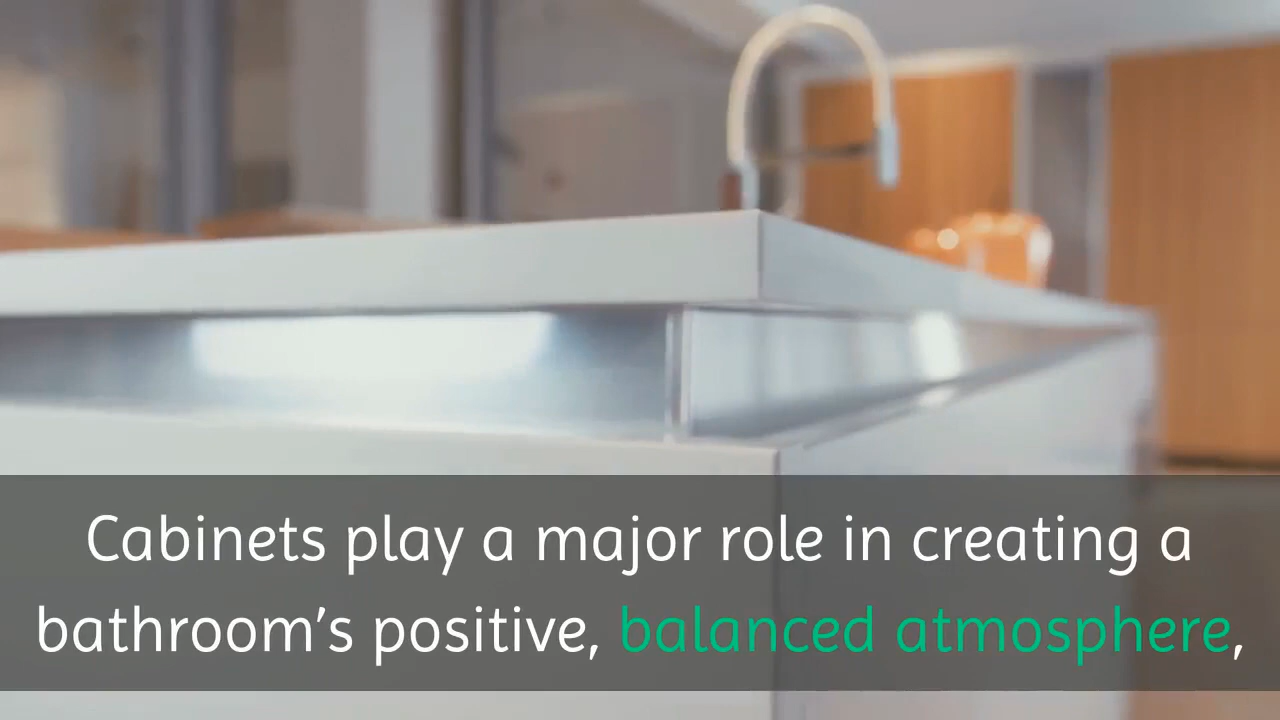 Cabinets play a major role in creating a
bathroom’s positive, balanced atmosphere,